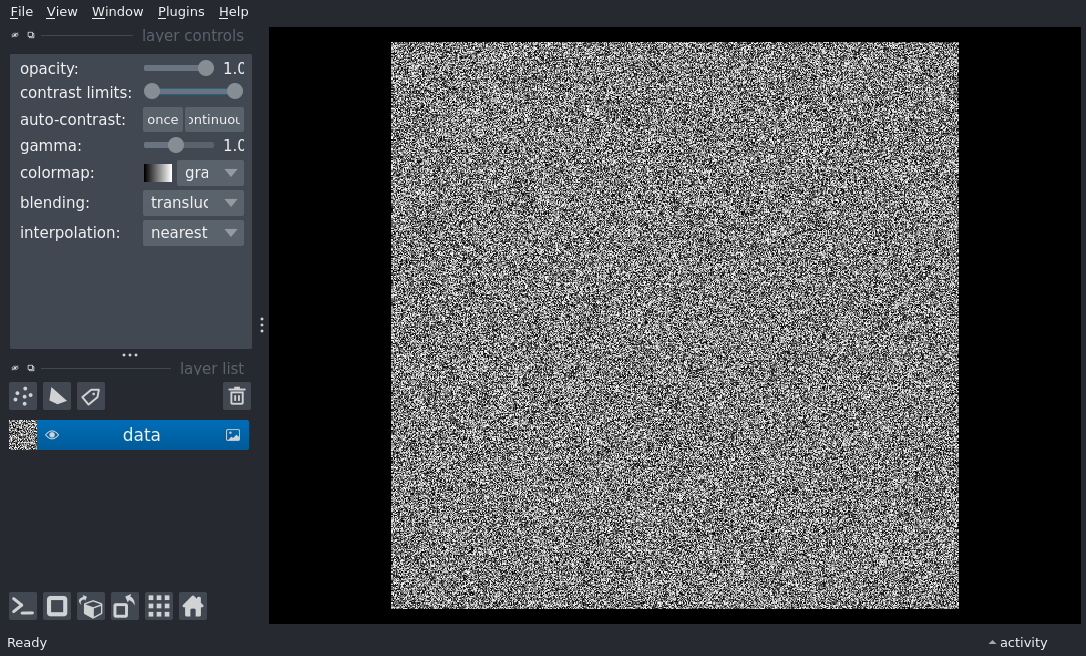 File View Window Plugins Help
layer controls
opacity: 1.0
contrast limits:
auto-contrast: once ontinuou
gamma: 1.0
colormap: gra
blending: transluc
interpolation: nearest
layer list
data
Ready
activity